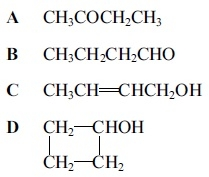 A CH₃COCH₂CH₃
B CH₃CH₂CH₂CHO
C CH₃CH=CHCH₂OH
D CH₂—CHOH
CH₂—CH₂